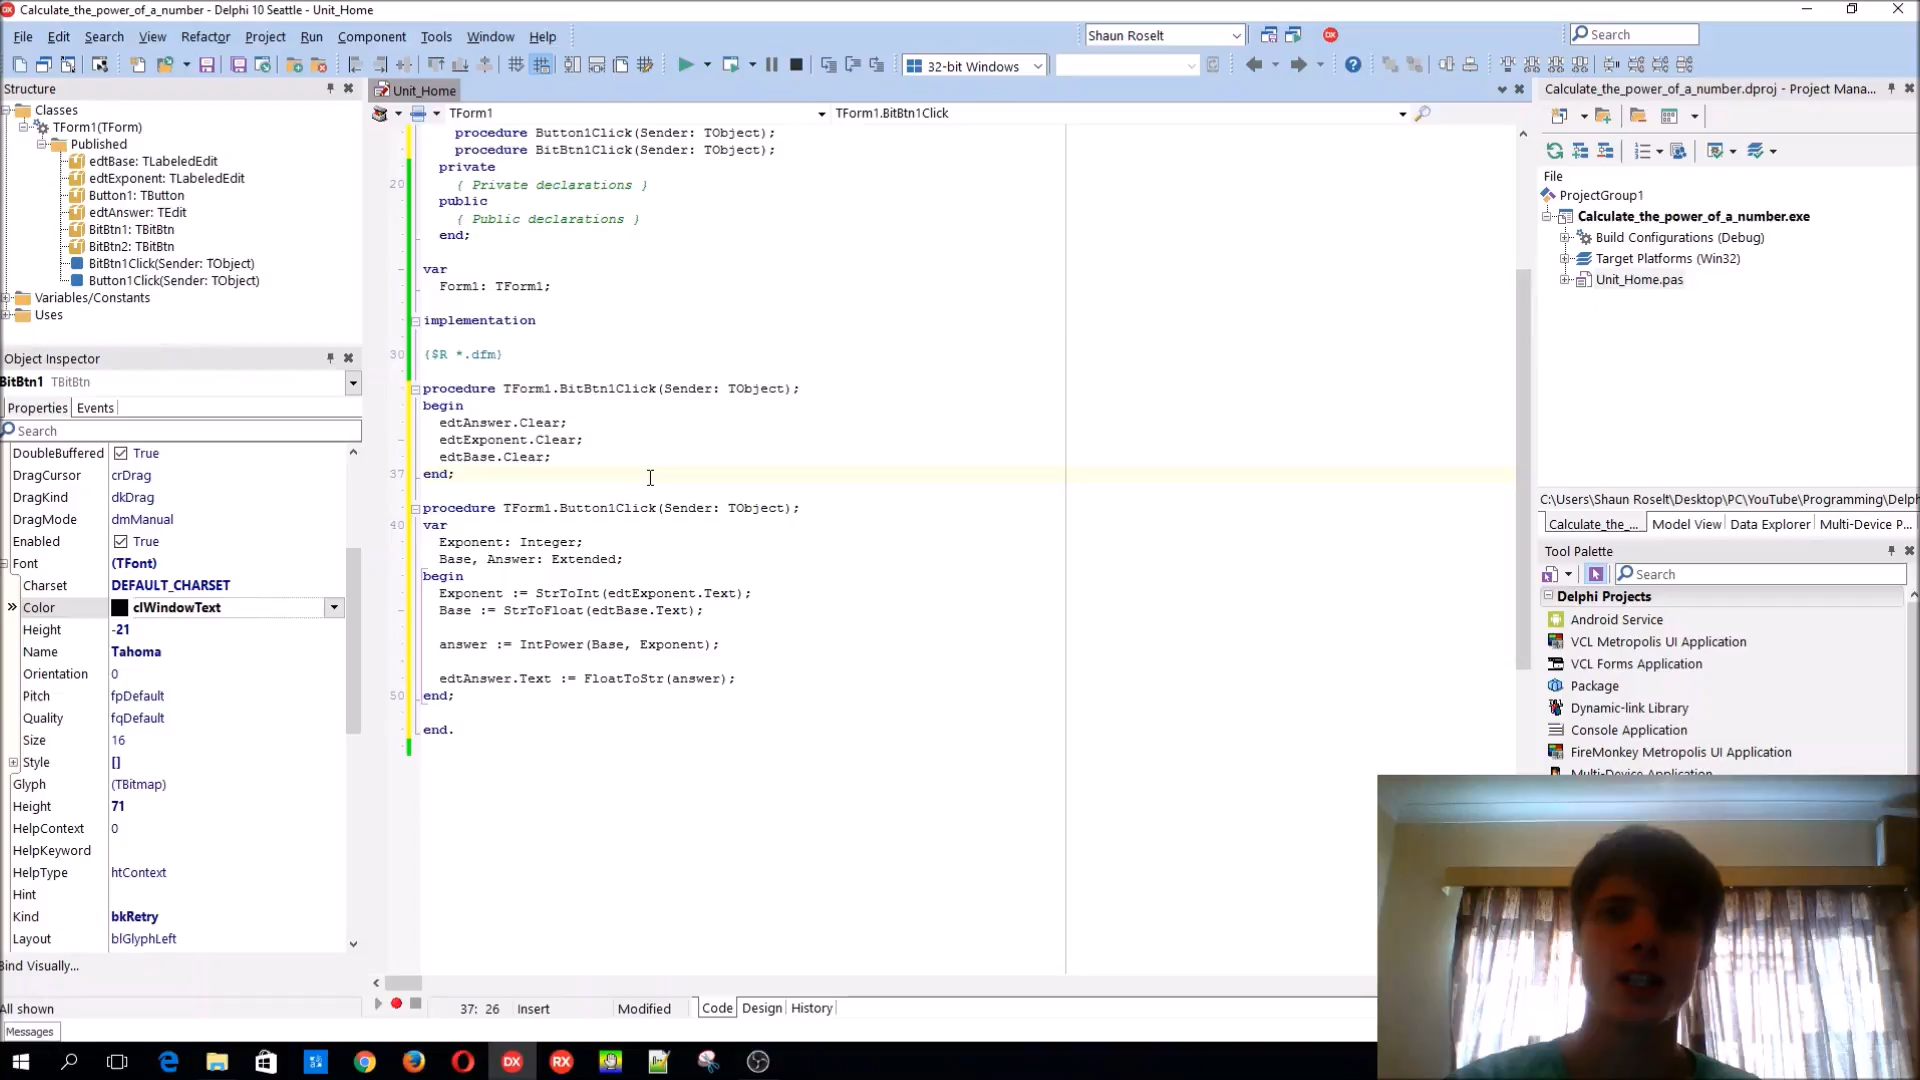 Calculate_the_power_of_a_number - Delphi 10 Seattle - Unit_Home
File Edit Search View Refactor Project Run Component Tools Window Help
Shaun Roselt
Search
32-bit Windows
Structure
Classes
TForm1(TForm)
Published
edtBase: TLabeledEdit
edtExponent: TLabeledEdit
Button1: TButton
edtAnswer: TEdit
BitBtn1: TBitBtn
BitBtn2: TBitBtn
BitBtn1Click(Sender: TObject)
Button1Click(Sender: TObject)
Variables/Constants
Uses
Object Inspector
BitBtn1 TBitBtn
Properties Events
Search
DoubleBuffered True
DragCursor crDrag
DragKind dkDrag
DragMode dmManual
Enabled True
Font (TFont)
Charset DEFAULT_CHARSET
Color clWindowText
Height -21
Name Tahoma
Orientation 0
Pitch fpDefault
Quality fqDefault
Size 16
Style []
Glyph (TBitmap)
Height 71
HelpContext 0
HelpKeyword
HelpType htContext
Hint
Kind bkRetry
Layout blGlyphLeft
Bind Visually...
All shown
Messages
Unit_Home
TForm1 TForm1.BitBtn1Click
procedure Button1Click(Sender: TObject);
procedure BitBtn1Click(Sender: TObject);
private
20 { Private declarations }
public
{ Public declarations }
end;
var
Form1: TForm1;
implementation
30 {$R *.dfm}
procedure TForm1.BitBtn1Click(Sender: TObject);
begin
edtAnswer.Clear;
edtExponent.Clear;
edtBase.Clear;
37 end;
procedure TForm1.Button1Click(Sender: TObject);
40 var
Exponent: Integer;
Base, Answer: Extended;
begin
Exponent := StrToInt(edtExponent.Text);
Base := StrToFloat(edtBase.Text);
answer := IntPower(Base, Exponent);
edtAnswer.Text := FloatToStr(answer);
50 end;
end.
37: 26 Insert Modified Code Design History
Calculate_the_power_of_a_number.dproj - Project Mana...
File
ProjectGroup1
Calculate_the_power_of_a_number.exe
Build Configurations (Debug)
Target Platforms (Win32)
Unit_Home.pas
C:\Users\Shaun Roselt\Desktop\PC\YouTube\Programming\Delph
Calculate_the_... Model View Data Explorer Multi-Device P...
Tool Palette
Search
Delphi Projects
Android Service
VCL Metropolis UI Application
VCL Forms Application
Package
Dynamic-link Library
Console Application
FireMonkey Metropolis UI Application
Multi-Device Application